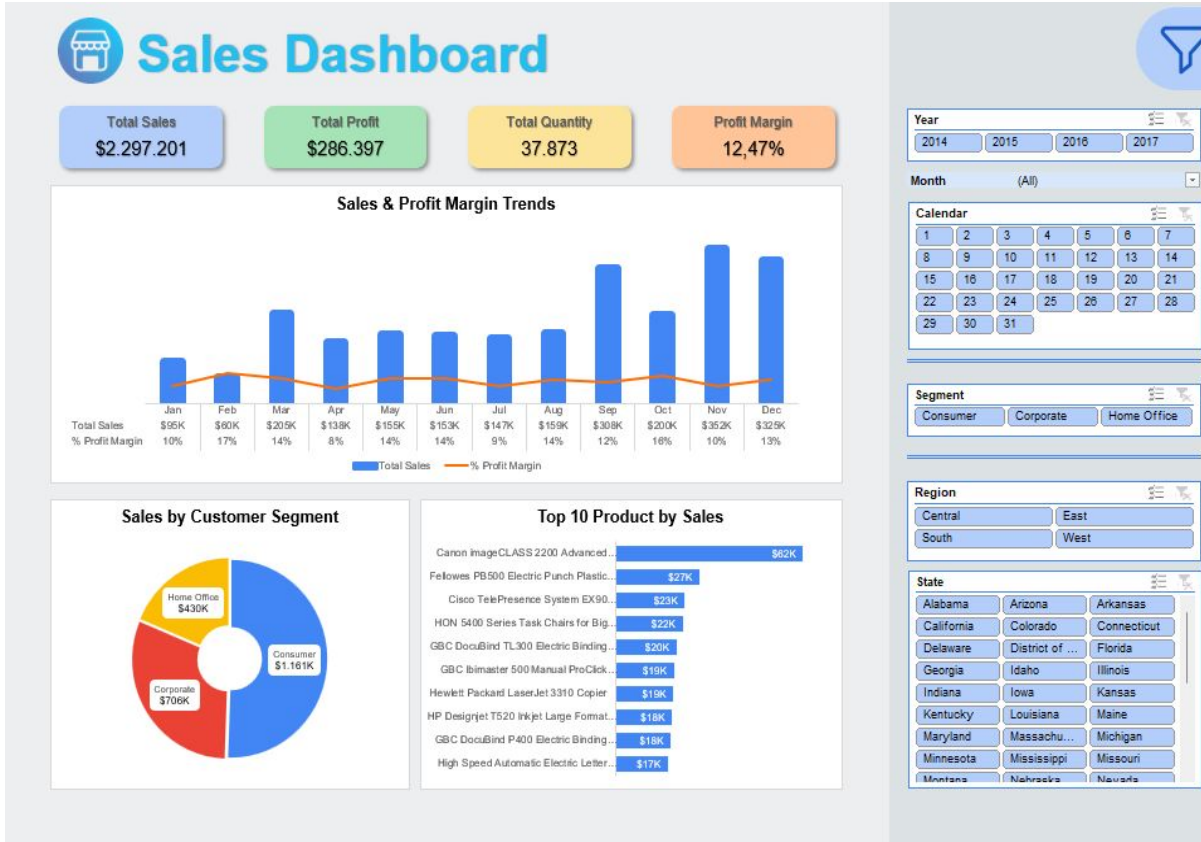 Sales Dashboard
Total Sales
$2.297.201
Total Profit
$286.397
Total Quantity
37.873
Profit Margin
12,47%
Sales & Profit Margin Trends
Jan Feb Mar Apr May Jun Jul Aug Sep Oct Nov Dec
Total Sales $95K $60K $205K $138K $155K $153K $147K $159K $308K $200K $352K $325K
% Profit Margin 10% 17% 14% 8% 14% 14% 9% 14% 12% 16% 10% 13%
Total Sales % Profit Margin
Sales by Customer Segment
Home Office
$430K
Consumer
$1.161K
Corporate
$706K
Top 10 Product by Sales
Canon imageCLASS 2200 Advanced... $62K
Fellowes PB500 Electric Punch Plastic... $27K
Cisco TelePresence System EX90... $23K
HON 5400 Series Task Chairs for Big... $22K
GBC DocuBind TL300 Electric Binding... $20K
GBC Ibimaster 500 Manual ProClick... $19K
Hewlett Packard LaserJet 3310 Copier $19K
HP Designjet T520 Inkjet Large Format... $18K
GBC DocuBind P400 Electric Binding... $18K
High Speed Automatic Electric Letter... $17K
Year
2014 2015 2016 2017
Month (All)
Calendar
1 2 3 4 5 6 7
8 9 10 11 12 13 14
15 16 17 18 19 20 21
22 23 24 25 26 27 28
29 30 31
Segment
Consumer Corporate Home Office
Region
Central East
South West
State
Alabama Arizona Arkansas
California Colorado Connecticut
Delaware District of ... Florida
Georgia Idaho Illinois
Indiana Iowa Kansas
Kentucky Louisiana Maine
Maryland Massachu... Michigan
Minnesota Mississippi Missouri
Montana Nebraska Nevada